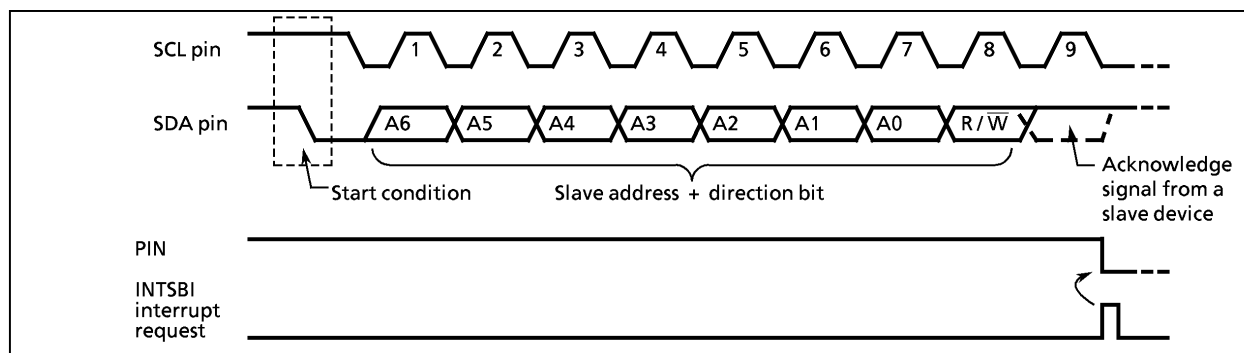 SCL pin
1 2 3 4 5 6 7 8 9
SDA pin
A6 A5 A4 A3 A2 A1 A0 R / W̅
Start condition
Slave address + direction bit
Acknowledge
signal from a
slave device
PIN
INTSBI
interrupt
request